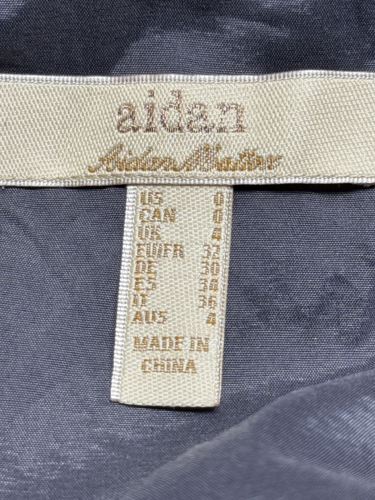 aidan
Aidan Mattox
US 0
CAN 0
UK 4
EU/FR 32
DE 30
ES 34
IT 36
AUS 4
MADE IN
CHINA